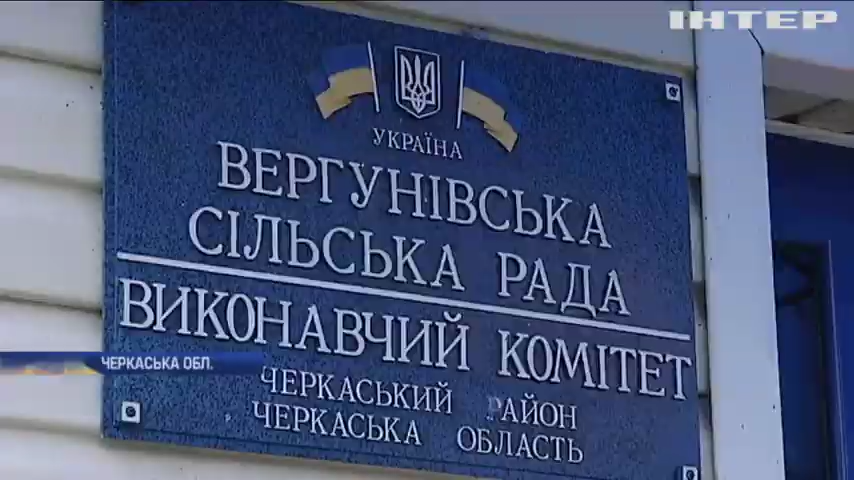 ІНТЕР
УКРАЇНА
ВЕРГУНІВСЬКА
СІЛЬСЬКА РАДА
ВИКОНАВЧИЙ КОМІТЕТ
ЧЕРКАСЬКА ОБЛ.
ЧЕРКАСЬКИЙ РАЙОН
ЧЕРКАСЬКА ОБЛАСТЬ